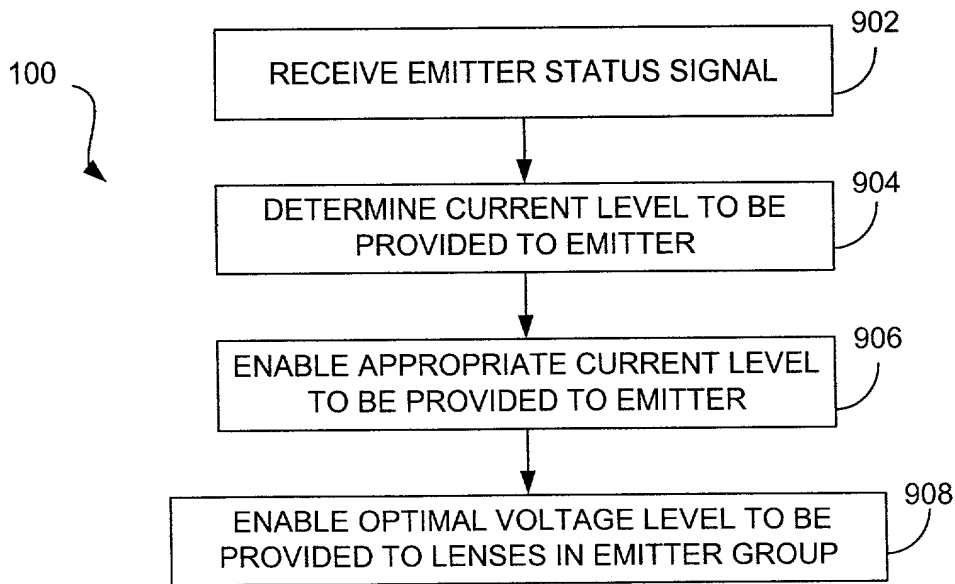 902
RECEIVE EMITTER STATUS SIGNAL
100
904
DETERMINE CURRENT LEVEL TO BE
PROVIDED TO EMITTER
906
ENABLE APPROPRIATE CURRENT LEVEL
TO BE PROVIDED TO EMITTER
908
ENABLE OPTIMAL VOLTAGE LEVEL TO BE
PROVIDED TO LENSES IN EMITTER GROUP